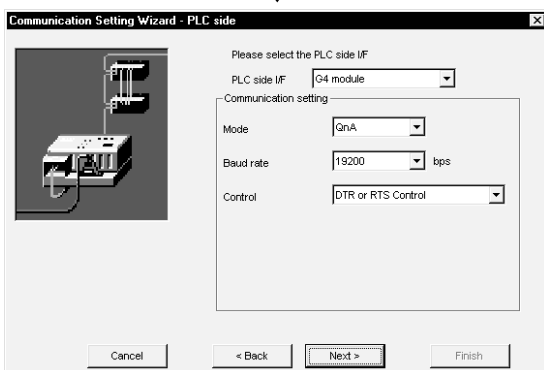 Communication Setting Wizard - PLC side
Please select the PLC side I/F
PLC side I/F G4 module
Communication setting
Mode QnA
Baud rate 19200 bps
Control DTR or RTS Control
Cancel < Back Next > Finish